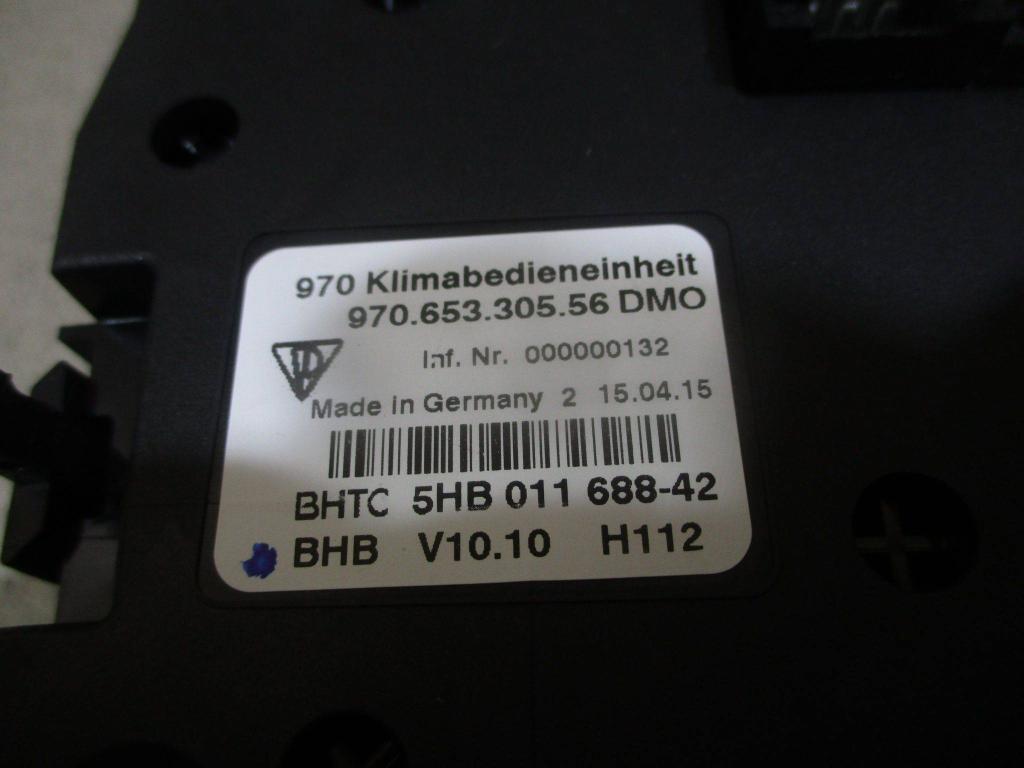 970 Klimabedieneinheit
970.653.305.56 DMO
Inf. Nr. 000000132
Made in Germany 2 15.04.15
BHTC 5HB 011 688-42
BHB V10.10 H112